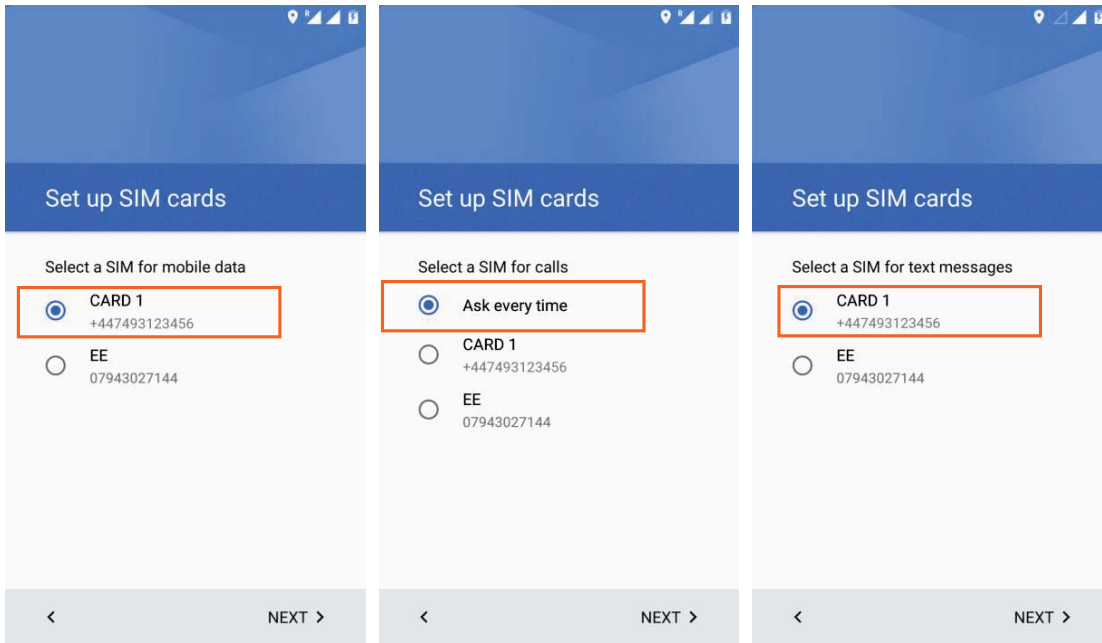 R
Set up SIM cards
Select a SIM for mobile data
CARD 1
+447493123456
EE
07943027144
NEXT
R
Set up SIM cards
Select a SIM for calls
Ask every time
CARD 1
+447493123456
EE
07943027144
NEXT
Set up SIM cards
Select a SIM for text messages
CARD 1
+447493123456
EE
07943027144
NEXT